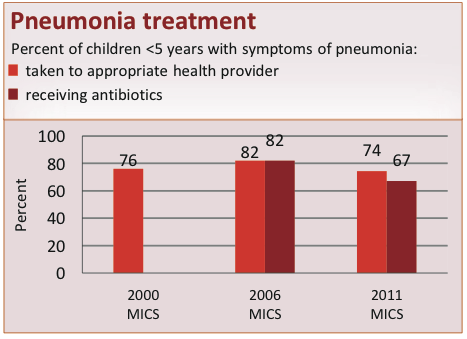 Pneumonia treatment
Percent of children <5 years with symptoms of pneumonia:
taken to appropriate health provider
receiving antibiotics
Percent
100
80
60
40
20
0
76
82
82
74
67
2000
MICS
2006
MICS
2011
MICS